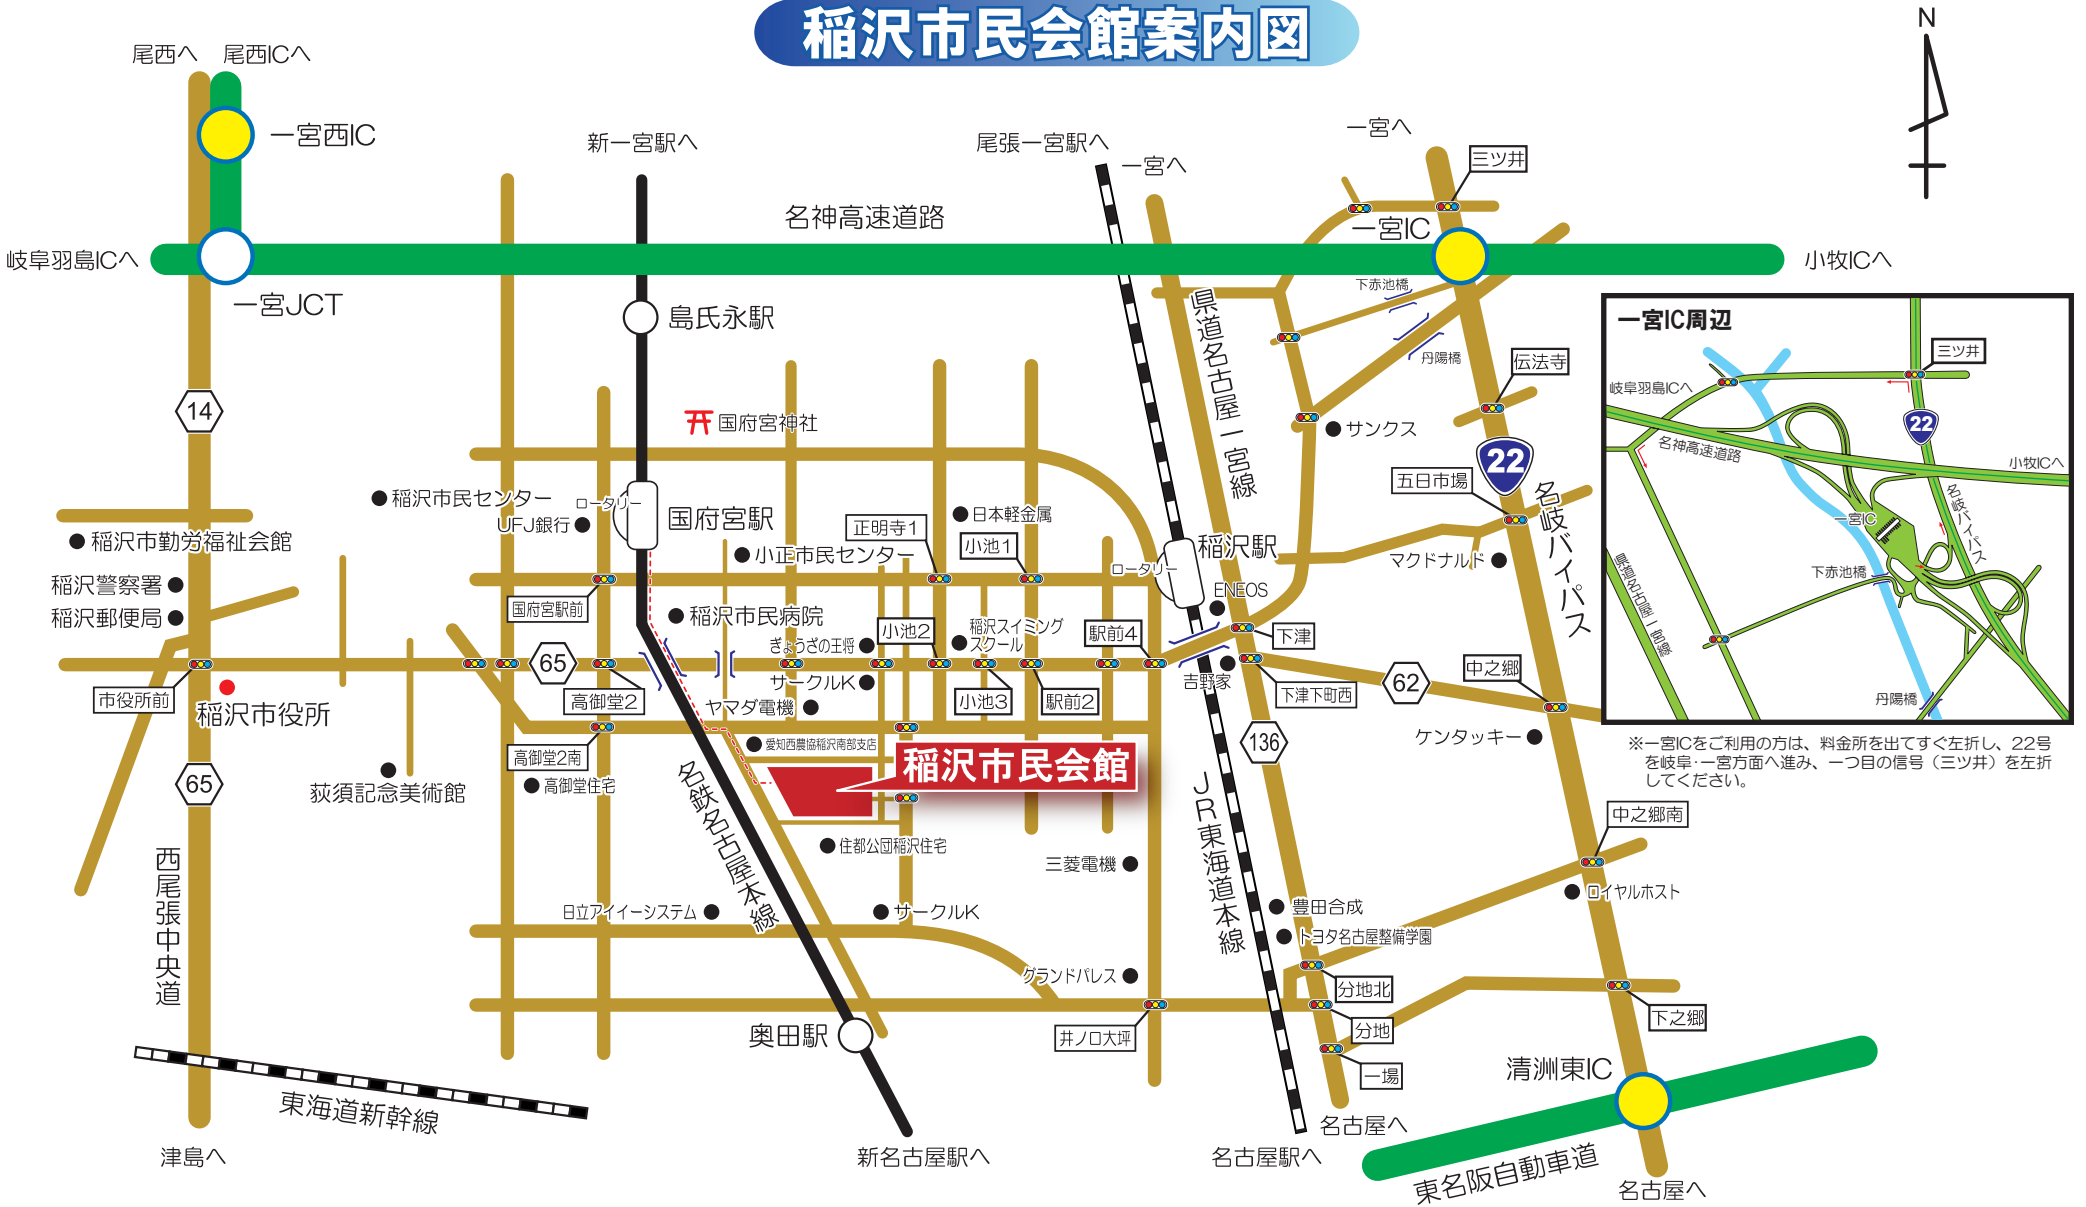 稲沢市民会館案内図
N
尾西へ
尾西ICへ
一宮西IC
新一宮駅へ
尾張一宮駅へ
一宮へ
一宮へ
三ツ井
名神高速道路
一宮IC
岐阜羽島ICへ
小牧ICへ
一宮JCT
下赤池橋
丹陽橋
島氏永駅
県道名古屋一宮線
伝法寺
14
国府宮神社
サンクス
22
五日市場
名岐バイパス
稲沢市民センター
ロータリー
UFJ銀行
国府宮駅
正明寺1
日本軽金属
小池1
稲沢駅
ロータリー
マクドナルド
稲沢市勤労福祉会館
小正市民センター
稲沢警察署
稲沢郵便局
国府宮駅前
稲沢市民病院
ENEOS
小池2
稲沢スイミング
スクール
駅前4
下津
ぎょうざの王将
65
サークルK
吉野家
中之郷
62
下津下町西
市役所前
稲沢市役所
高御堂2
小池3
駅前2
ヤマダ電機
136
ケンタッキー
高御堂2南
愛知西農協稲沢南部支店
稲沢市民会館
65
荻須記念美術館
高御堂住宅
名鉄名古屋本線
JR東海道本線
中之郷南
住都公団稲沢住宅
三菱電機
西尾張中央道
日立アイイーシステム
サークルK
豊田合成
トヨタ名古屋整備学園
ロイヤルホスト
グランドパレス
分地北
分地
下之郷
奥田駅
井ノ口大坪
一場
清洲東IC
東海道新幹線
津島へ
新名古屋駅へ
名古屋駅へ
名古屋へ
東名阪自動車道
名古屋へ
一宮IC周辺
三ツ井
岐阜羽島ICへ
22
名神高速道路
小牧ICへ
名岐バイパス
一宮IC
県道名古屋一宮線
下赤池橋
丹陽橋
※一宮ICをご利用の方は、料金所を出てすぐ左折し、22号
を岐阜・一宮方面へ進み、一つ目の信号（三ツ井）を左折
してください。